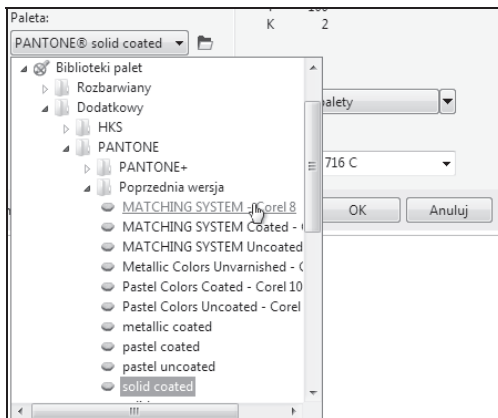 Paleta:
K 2
PANTONE® solid coated
Biblioteki palet
Rozbarwiany
Dodatkowy
HKS
PANTONE
PANTONE+
Poprzednia wersja
MATCHING SYSTEM - Corel 8
MATCHING SYSTEM Coated -
MATCHING SYSTEM Uncoated
Metallic Colors Unvarnished -
Pastel Colors Coated - Corel 10
Pastel Colors Uncoated - Corel
metallic coated
pastel coated
pastel uncoated
solid coated
palety
716 C
OK Anuluj